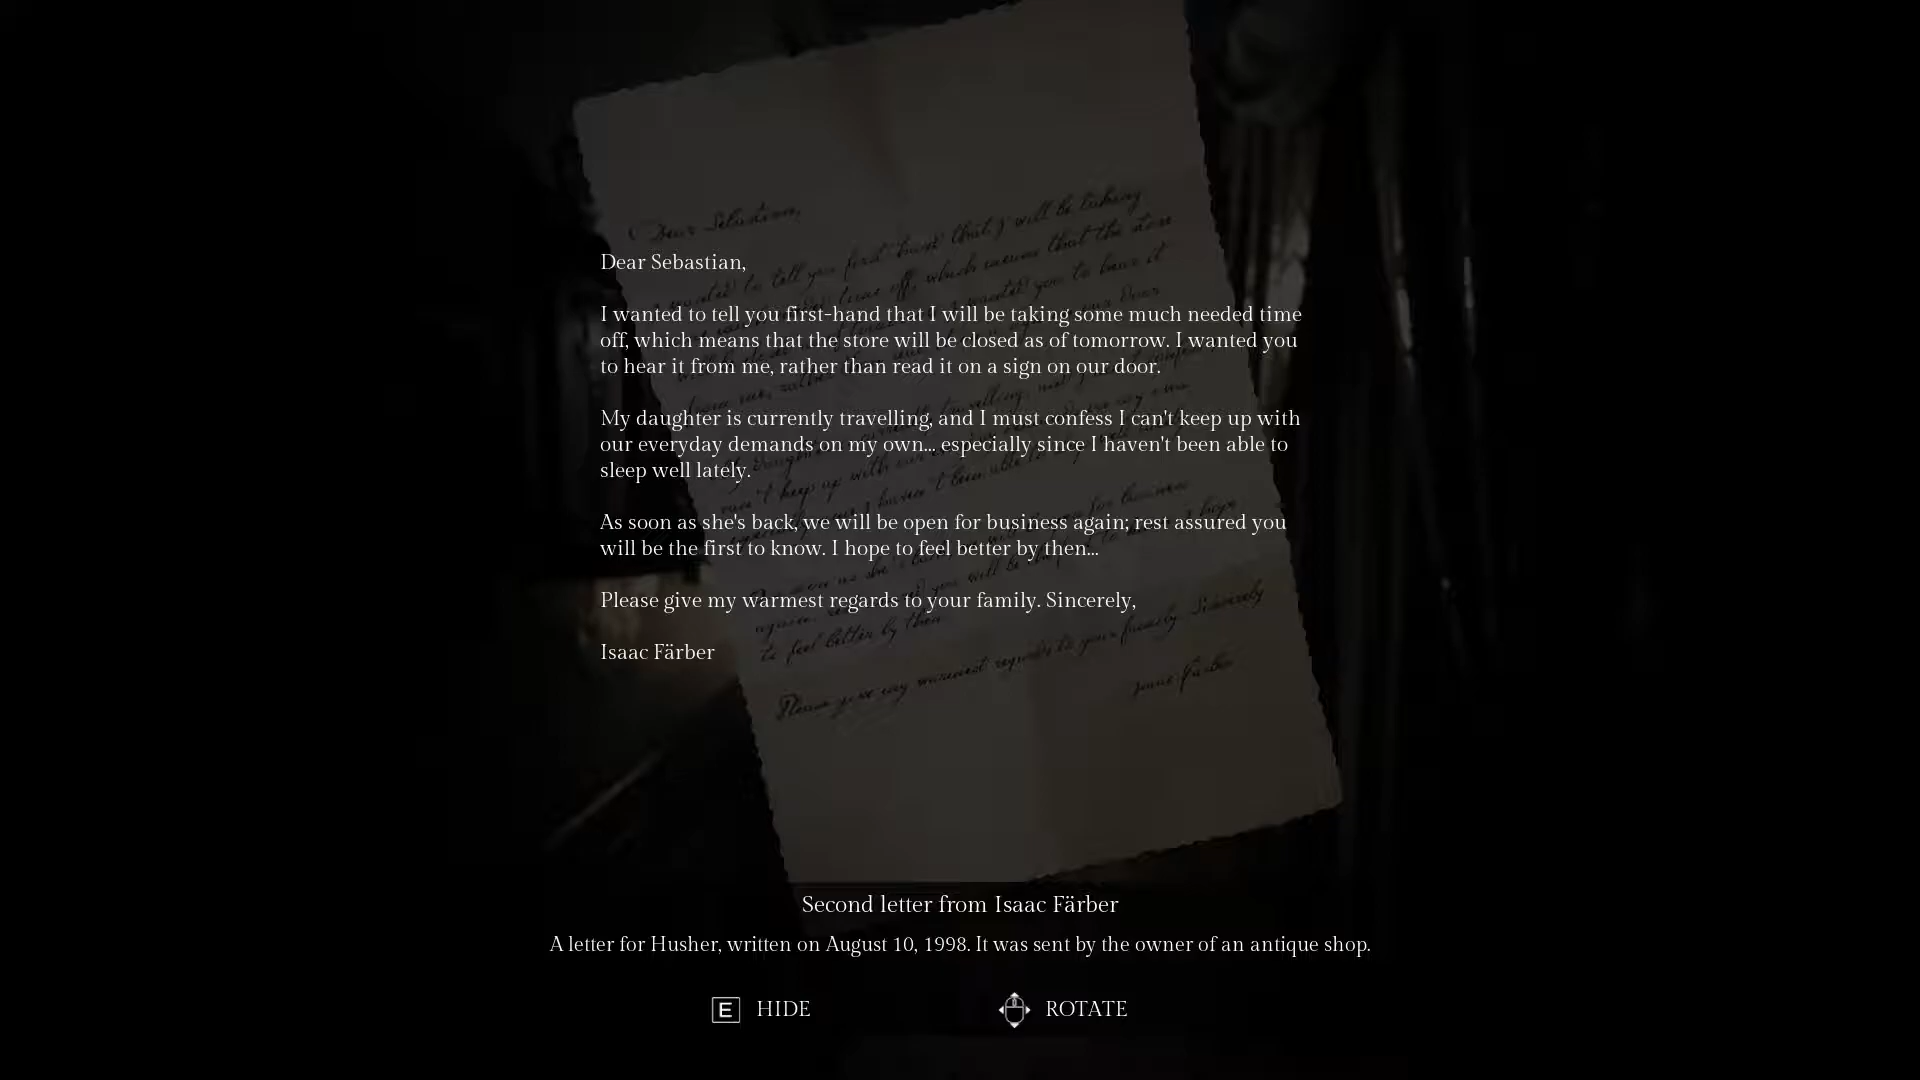 Dear Sebastian,
I wanted to tell you first-hand that I will be taking some much needed time
off, which means that the store will be closed as of tomorrow. I wanted you
to hear it from me, rather than read it on a sign on our door.
My daughter is currently travelling, and I must confess I can't keep up with
our everyday demands on my own... especially since I haven't been able to
sleep well lately.
As soon as she's back, we will be open for business again; rest assured you
will be the first to know. I hope to feel better by then...
Please give my warmest regards to your family. Sincerely,
Isaac Färber
Second letter from Isaac Färber
A letter for Husher, written on August 10, 1998. It was sent by the owner of an antique shop.
E HIDE
ROTATE